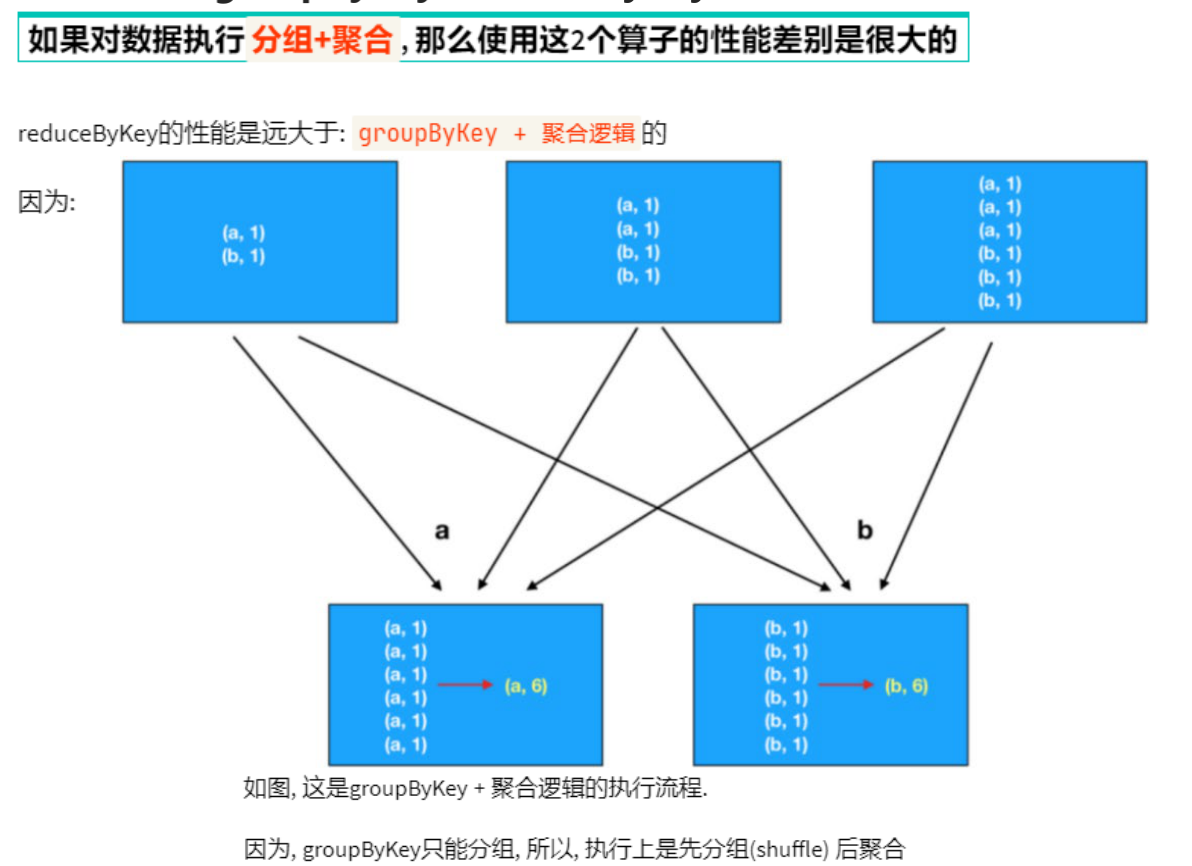 如果对数据执行 分组+聚合 , 那么使用这2个算子的性能差别是很大的
reduceByKey的性能是远大于: groupByKey + 聚合逻辑 的
因为:
(a, 1)
(b, 1)
(a, 1)
(a, 1)
(b, 1)
(b, 1)
(a, 1)
(a, 1)
(a, 1)
(b, 1)
(b, 1)
(b, 1)
a
b
(a, 1)
(a, 1)
(a, 1)
(a, 1)
(a, 1)
(a, 1)
(a, 6)
(b, 1)
(b, 1)
(b, 1)
(b, 1)
(b, 1)
(b, 1)
(b, 6)
如图, 这是groupByKey + 聚合逻辑的执行流程.
因为, groupByKey只能分组, 所以, 执行上是先分组(shuffle) 后聚合